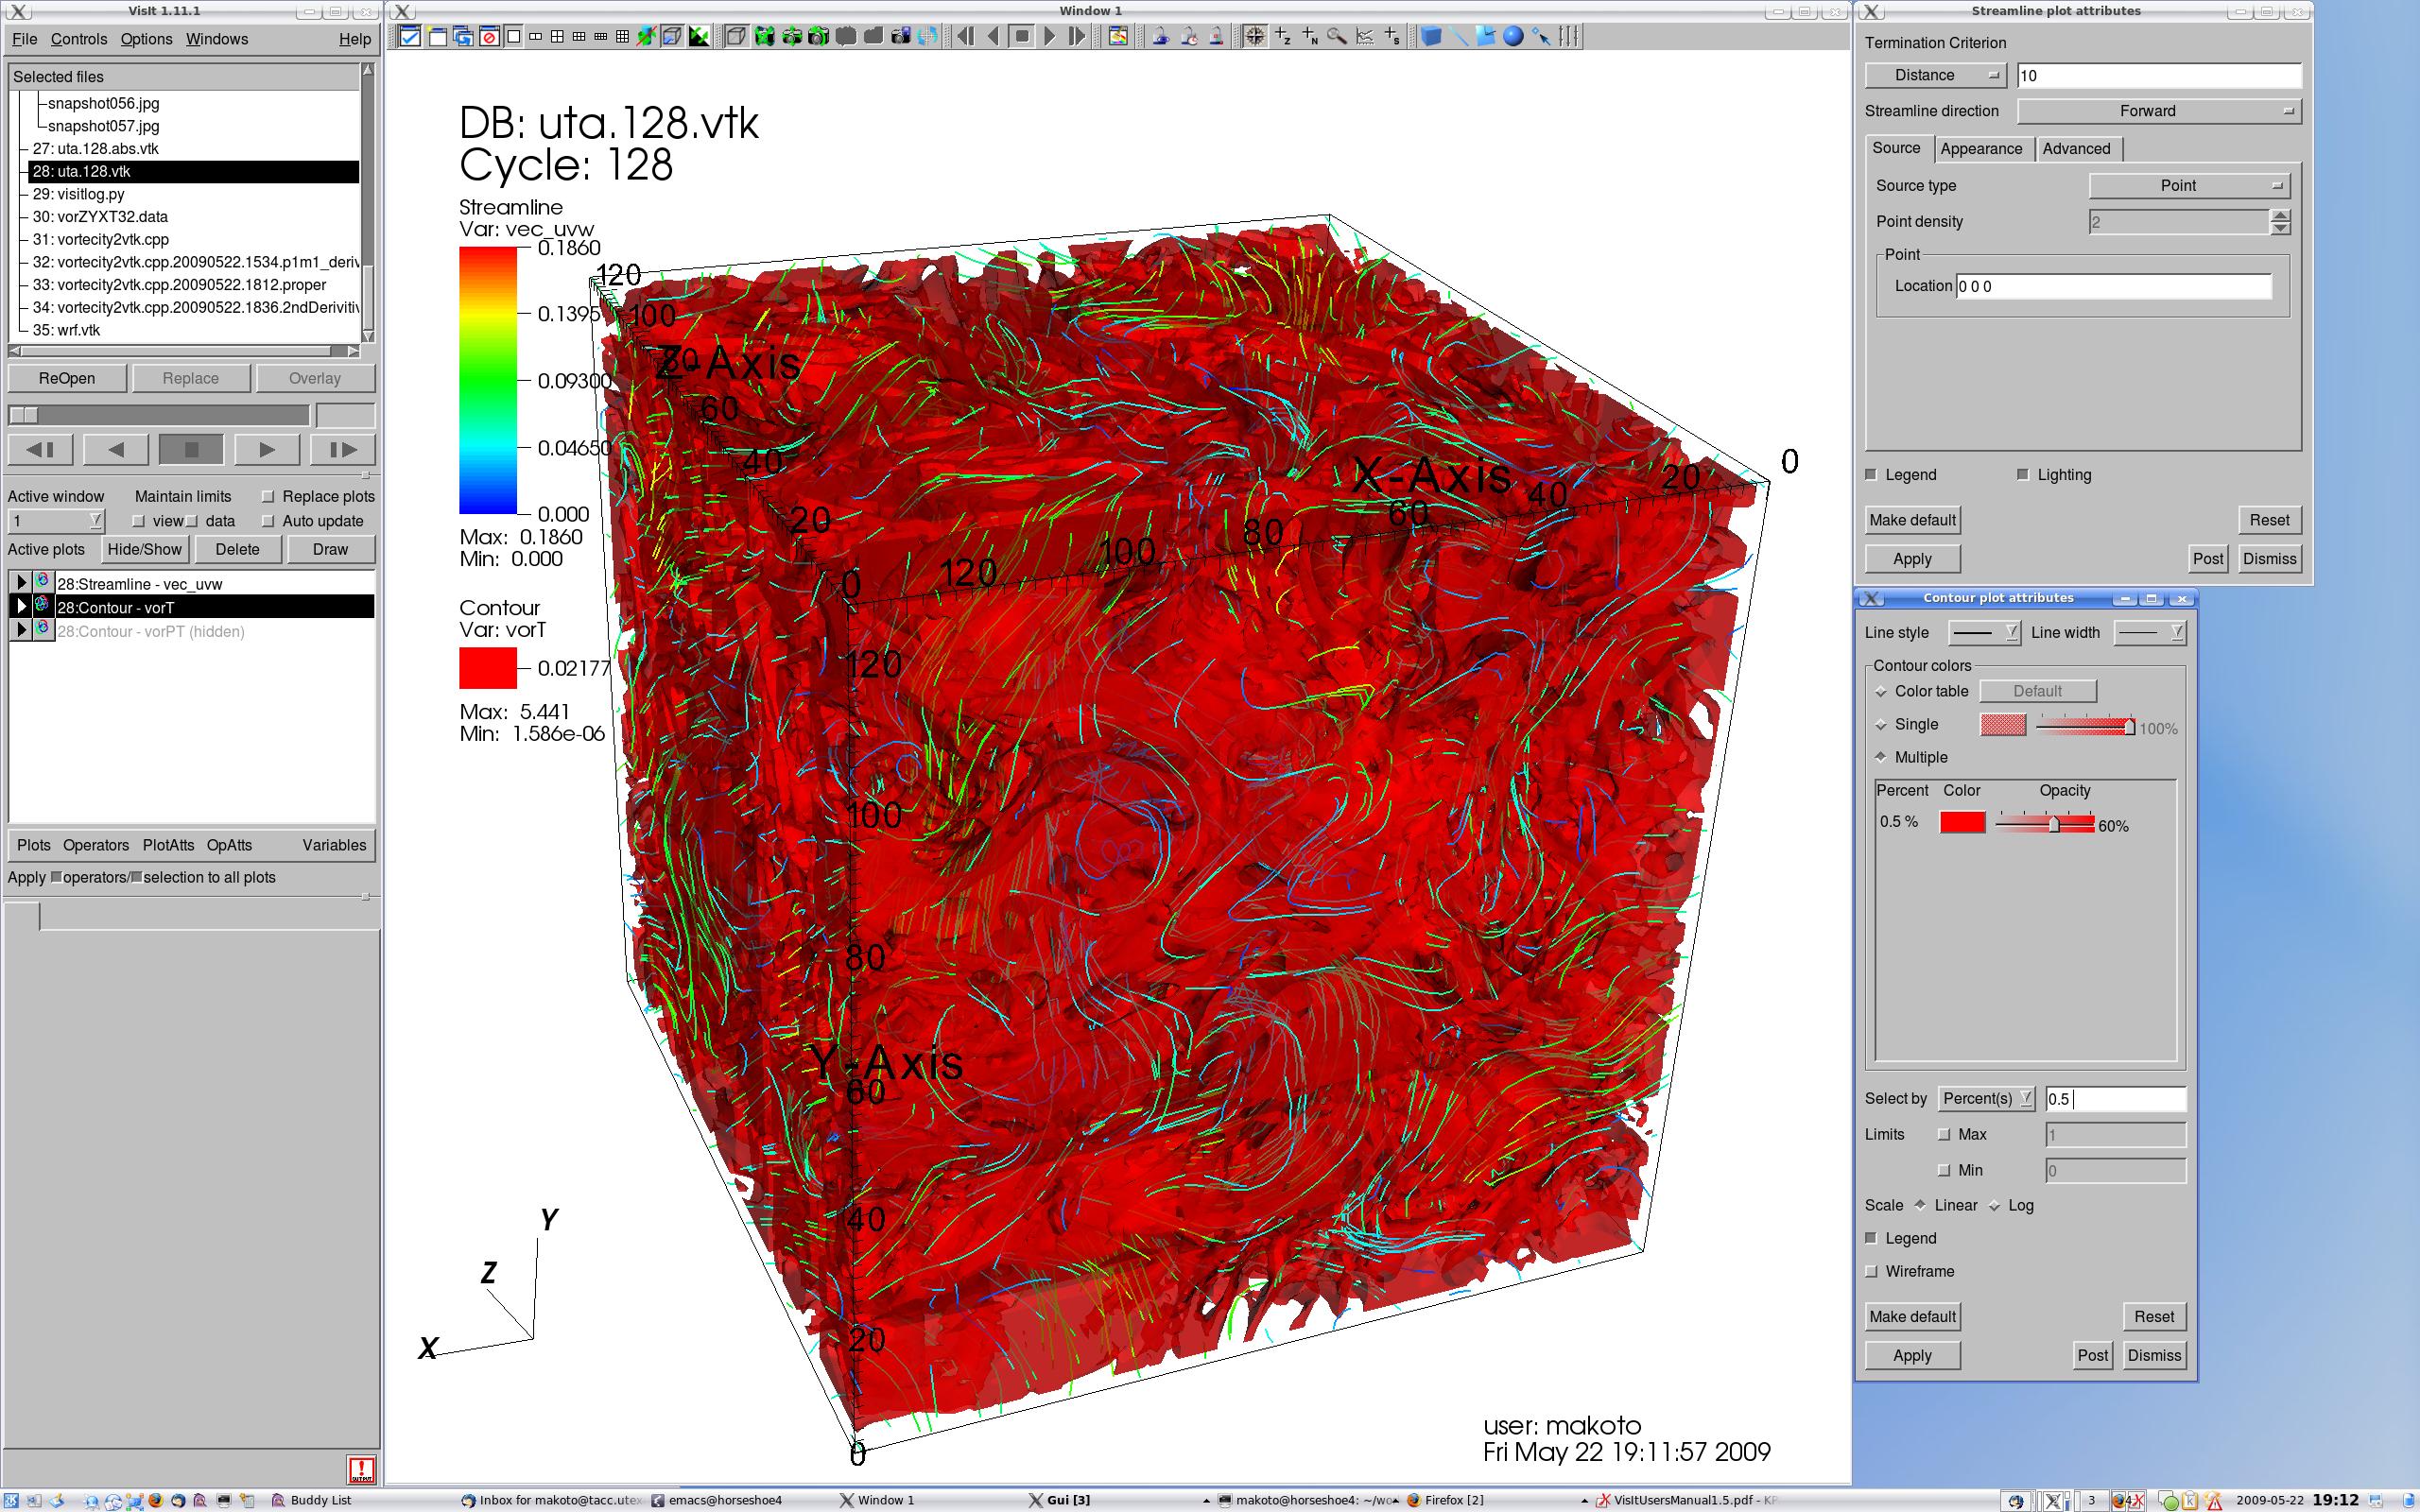 VisIt 1.11.1
File Controls Options Windows Help
Selected files
snapshot056.jpg
snapshot057.jpg
27: uta.128.abs.vtk
28: uta.128.vtk
29: visitlog.py
30: vorZYXT32.data
31: vortecity2vtk.cpp
32: vortecity2vtk.cpp.20090522.1534.p1m1_deriv
33: vortecity2vtk.cpp.20090522.1812.proper
34: vortecity2vtk.cpp.20090522.1836.2ndDerivitiv
35: wrf.vtk
ReOpen Replace Overlay
Active window Maintain limits Replace plots
1 view data Auto update
Active plots Hide/Show Delete Draw
28:Streamline - vec_uvw
28:Contour - vorT
28:Contour - vorPT (hidden)
Plots Operators PlotAtts OpAtts Variables
Apply operators/ selection to all plots
Window 1
DB: uta.128.vtk
Cycle: 128
Streamline
Var: vec_uvw
0.1860
0.1395
0.09300
0.04650
0.000
Max: 0.1860
Min: 0.000
Contour
Var: vorT
0.02177
Max: 5.441
Min: 1.586e-06
120
100
80
Z-Axis
60
40
20
0
X-Axis
120
100
80
60
40
20
0
120
100
80
Y-Axis
60
40
20
0
Y
Z
X
user: makoto
Fri May 22 19:11:57 2009
Streamline plot attributes
Termination Criterion
Distance 10
Streamline direction Forward
Source Appearance Advanced
Source type Point
Point density 2
Point
Location 0 0 0
Legend Lighting
Make default Reset
Apply Post Dismiss
Contour plot attributes
Line style Line width
Contour colors
Color table Default
Single 100%
Multiple
Percent Color Opacity
0.5 % 60%
Select by Percent(s) 0.5
Limits Max 1
Min 0
Scale Linear Log
Legend
Wireframe
Make default Reset
Apply Post Dismiss
Buddy List Inbox for makoto@tacc.utex emacs@horseshoe4 Window 1 Gui [3] makoto@horseshoe4: ~/wo Firefox [2] VisItUsersManual1.5.pdf - KP 3 4 2009-05-22 19:12